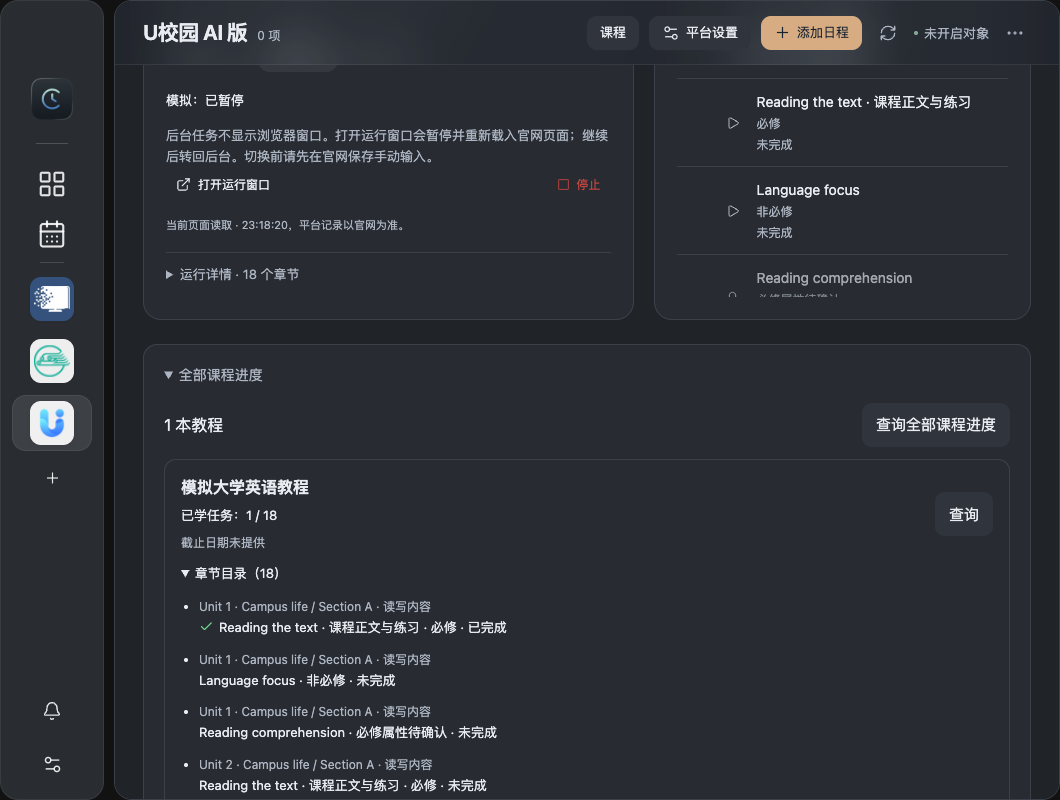 U校园 AI 版 0 项
课程
平台设置
添加日程
未开启对象
模拟：已暂停
后台任务不显示浏览器窗口。打开运行窗口会暂停并重新载入官网页面；继续
后转回后台。切换前请先在官网保存手动输入。
打开运行窗口
停止
当前页面读取 · 23:18:20，平台记录以官网为准。
运行详情 · 18 个章节
Reading the text · 课程正文与练习
必修
未完成
Language focus
非必修
未完成
Reading comprehension
全部课程进度
1 本教程
查询全部课程进度
模拟大学英语教程
已学任务：1 / 18
截止日期未提供
查询
章节目录（18）
Unit 1 · Campus life / Section A · 读写内容
Reading the text · 课程正文与练习 · 必修 · 已完成
Unit 1 · Campus life / Section A · 读写内容
Language focus · 非必修 · 未完成
Unit 1 · Campus life / Section A · 读写内容
Reading comprehension · 必修属性待确认 · 未完成
Unit 2 · Campus life / Section A · 读写内容
Reading the text · 课程正文与练习 · 必修 · 未完成